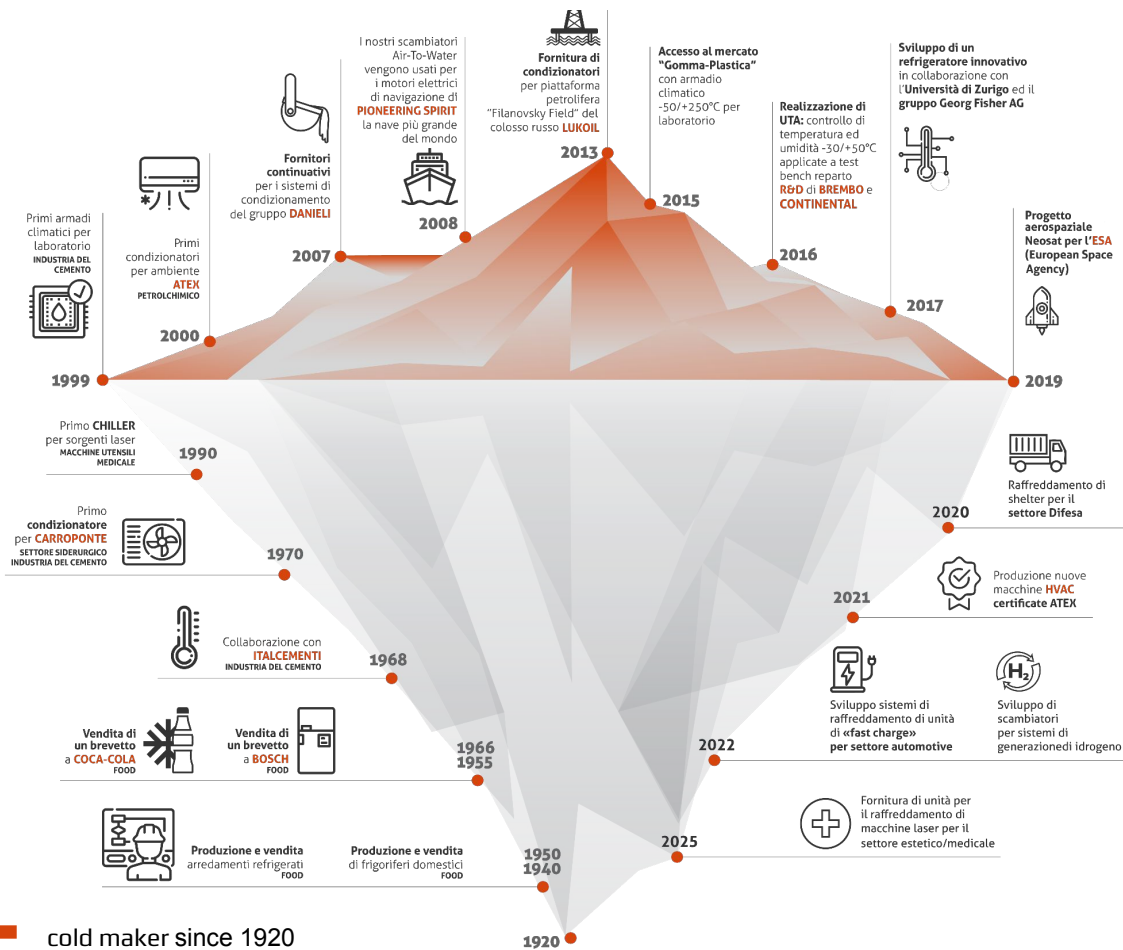 I nostri scambiatori
Air-To-Water
vengono usati per
i motori elettrici
di navigazione di
PIONEERING SPIRIT
la nave più grande
del mondo
2008
Fornitura di
condizionatori
per piattaforma
petrolifera
"Filanovsky Field" del
colosso russo LUKOIL
2013
Accesso al mercato
"Gomma-Plastica"
con armadio
climatico
-50/+250°C per
laboratorio
2015
Realizzazione di
UTA: controllo di
temperatura ed
umidità -30/+50°C
applicate a test
bench reparto
R&D di BREMBO e
CONTINENTAL
2016
Sviluppo di un
refrigeratore innovativo
in collaborazione con
l'Università di Zurigo ed il
gruppo Georg Fisher AG
2017
Progetto
aerospaziale
Neosat per l'ESA
(European Space
Agency)
2019
Fornitori
continuativi
per i sistemi di
condizionamento
del gruppo DANIELI
2007
Primi
condizionatori
per ambiente
ATEX
PETROLCHIMICO
2000
Primi armadi
climatici per
laboratorio
INDUSTRIA DEL
CEMENTO
1999
Primo CHILLER
per sorgenti laser
MACCHINE UTENSILI
MEDICALE
1990
Primo
condizionatore
per CARROPONTE
SETTORE SIDERURGICO
INDUSTRIA DEL CEMENTO
1970
Collaborazione con
ITALCEMENTI
INDUSTRIA DEL CEMENTO
1968
Vendita di
un brevetto
a COCA-COLA
FOOD
Vendita di
un brevetto
a BOSCH
FOOD
1966
1955
Produzione e vendita
arredamenti refrigerati
FOOD
Produzione e vendita
di frigoriferi domestici
FOOD
1950
1940
1920
Raffreddamento di
shelter per il
settore Difesa
2020
Produzione nuove
macchine HVAC
certificate ATEX
2021
Sviluppo sistemi di
raffreddamento di unità
di «fast charge»
per settore automotive
H2
Sviluppo di
scambiatori
per sistemi di
generazionedi idrogeno
2022
Fornitura di unità per
il raffreddamento di
macchine laser per il
settore estetico/medicale
2025
cold maker since 1920